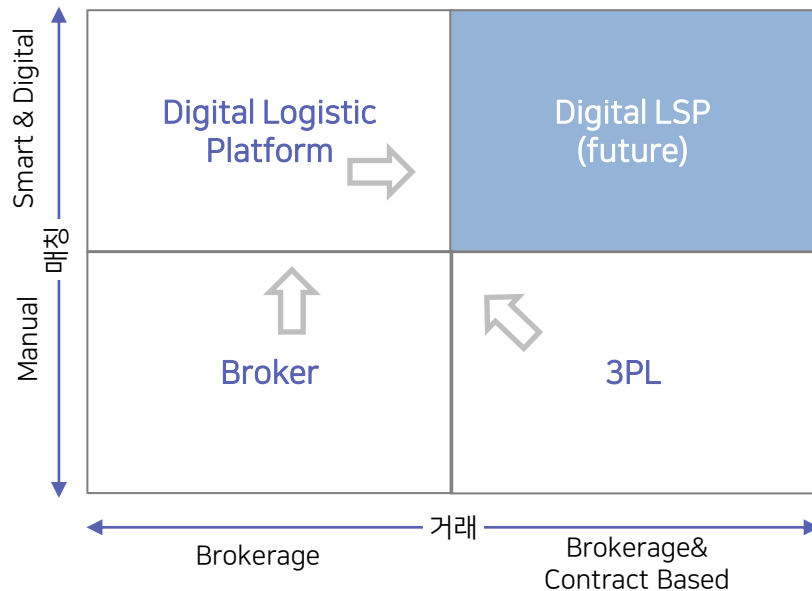 Smart & Digital
매칭
Manual
Digital Logistic
Platform
Digital LSP
(future)
Broker
3PL
거래
Brokerage
Brokerage&
Contract Based